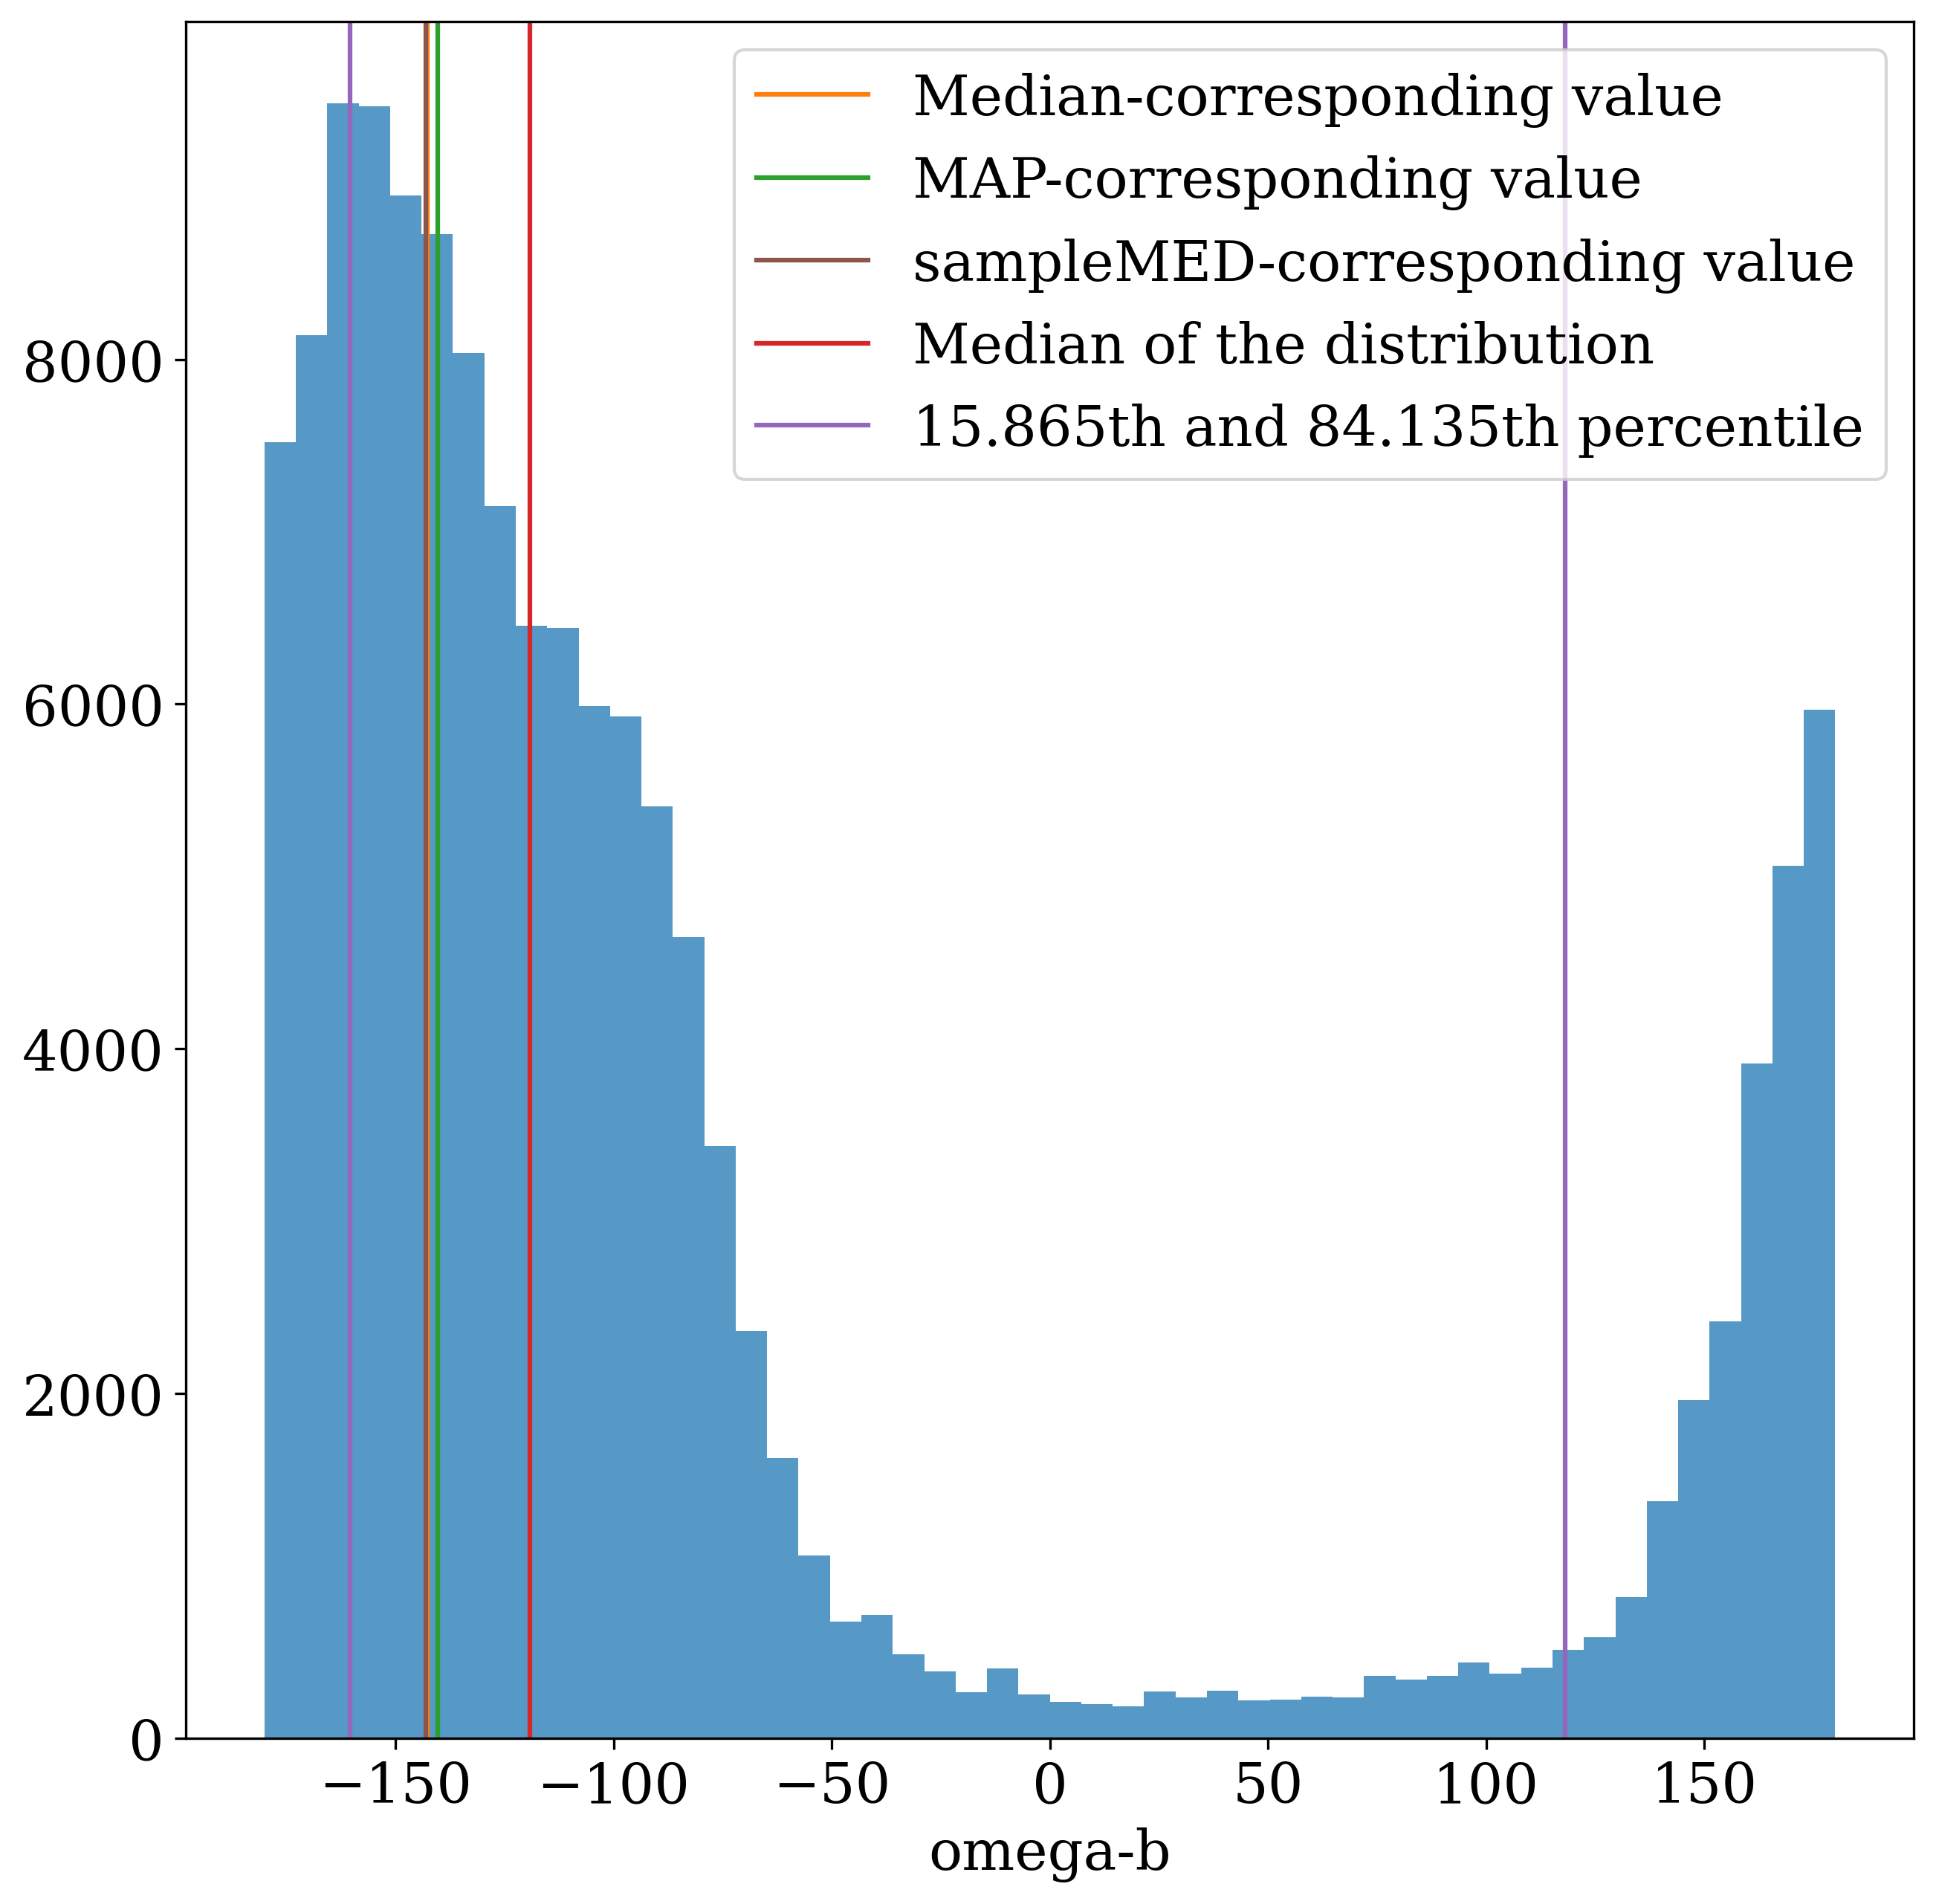 Median-corresponding value
MAP-corresponding value
sampleMED-corresponding value
Median of the distribution
15.865th and 84.135th percentile
8000
6000
4000
2000
0
−150 −100 −50 0 50 100 150
omega-b